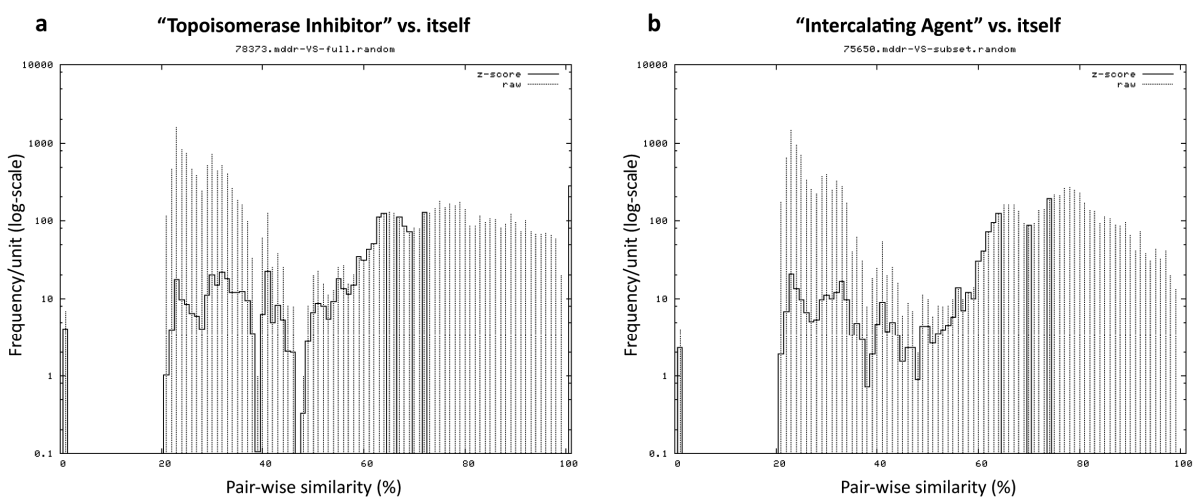 a
"Topoisomerase Inhibitor" vs. itself
78373.mddr-VS-full.random
z-score
raw
10000
1000
100
10
1
0.1
Frequency/unit (log-scale)
0
20
40
60
80
100
Pair-wise similarity (%)
b
"Intercalating Agent" vs. itself
75650.mddr-VS-subset.random
z-score
raw
10000
1000
100
10
1
0.1
Frequency/unit (log-scale)
0
20
40
60
80
100
Pair-wise similarity (%)